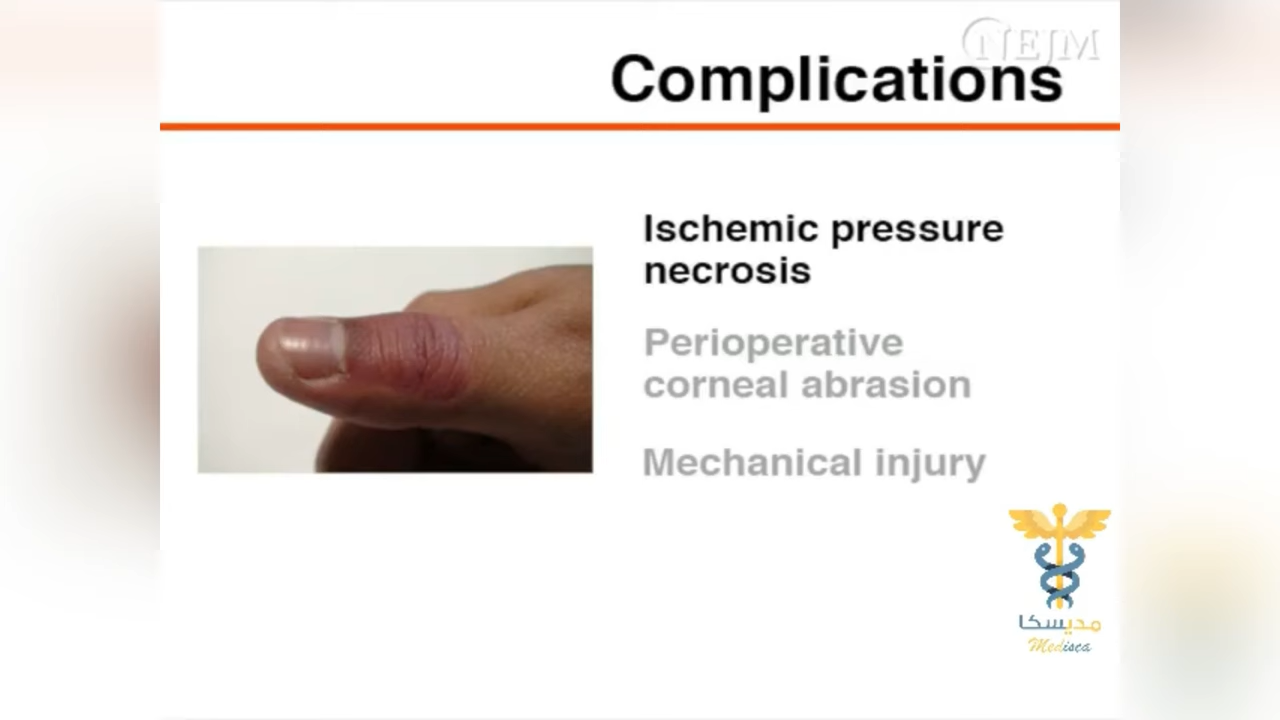 NEJM
Complications
Ischemic pressure
necrosis
Perioperative
corneal abrasion
Mechanical injury
مديسكا
Medisca